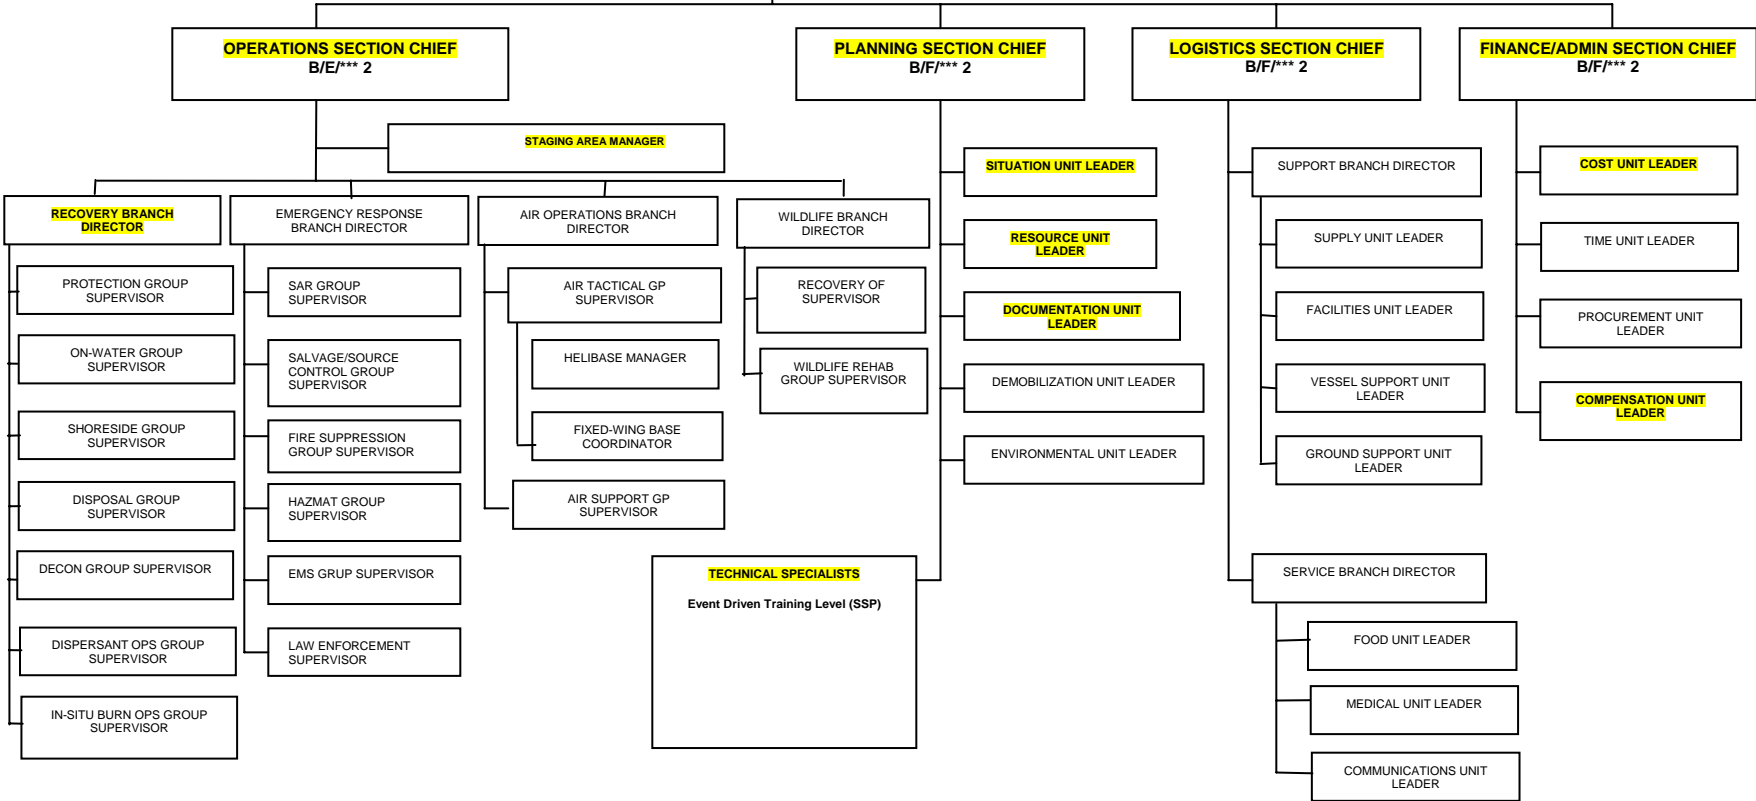 OPERATIONS SECTION CHIEF
B/E/*** 2
PLANNING SECTION CHIEF
B/F/*** 2
LOGISTICS SECTION CHIEF
B/F/*** 2
FINANCE/ADMIN SECTION CHIEF
B/F/*** 2
STAGING AREA MANAGER
RECOVERY BRANCH
DIRECTOR
PROTECTION GROUP
SUPERVISOR
ON-WATER GROUP
SUPERVISOR
SHORESIDE GROUP
SUPERVISOR
DISPOSAL GROUP
SUPERVISOR
DECON GROUP SUPERVISOR
DISPERSANT OPS GROUP
SUPERVISOR
IN-SITU BURN OPS GROUP
SUPERVISOR
EMERGENCY RESPONSE
BRANCH DIRECTOR
SAR GROUP
SUPERVISOR
SALVAGE/SOURCE
CONTROL GROUP
SUPERVISOR
FIRE SUPPRESSION
GROUP SUPERVISOR
HAZMAT GROUP
SUPERVISOR
EMS GRUP SUPERVISOR
LAW ENFORCEMENT
SUPERVISOR
AIR OPERATIONS BRANCH
DIRECTOR
AIR TACTICAL GP
SUPERVISOR
HELIBASE MANAGER
FIXED-WING BASE
COORDINATOR
AIR SUPPORT GP
SUPERVISOR
WILDLIFE BRANCH
DIRECTOR
RECOVERY OF
SUPERVISOR
WILDLIFE REHAB
GROUP SUPERVISOR
SITUATION UNIT LEADER
RESOURCE UNIT
LEADER
DOCUMENTATION UNIT
LEADER
DEMOBILIZATION UNIT LEADER
ENVIRONMENTAL UNIT LEADER
TECHNICAL SPECIALISTS
Event Driven Training Level (SSP)
SUPPORT BRANCH DIRECTOR
SUPPLY UNIT LEADER
FACILITIES UNIT LEADER
VESSEL SUPPORT UNIT
LEADER
GROUND SUPPORT UNIT
LEADER
SERVICE BRANCH DIRECTOR
FOOD UNIT LEADER
MEDICAL UNIT LEADER
COMMUNICATIONS UNIT
LEADER
COST UNIT LEADER
TIME UNIT LEADER
PROCUREMENT UNIT
LEADER
COMPENSATION UNIT
LEADER